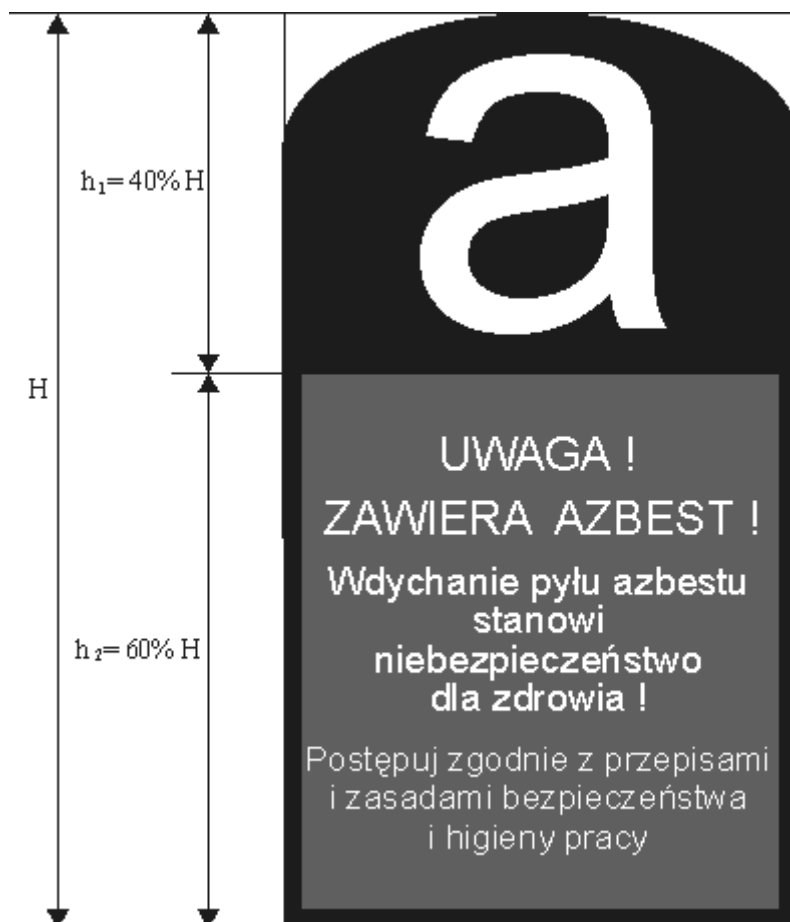 a
h₁= 40% H
H
UWAGA !
ZAWIERA AZBEST !
Wdychanie pyłu azbestu
stanowi
niebezpieczeństwo
dla zdrowia !
h₂= 60% H
Postępuj zgodnie z przepisami
i zasadami bezpieczeństwa
i higieny pracy